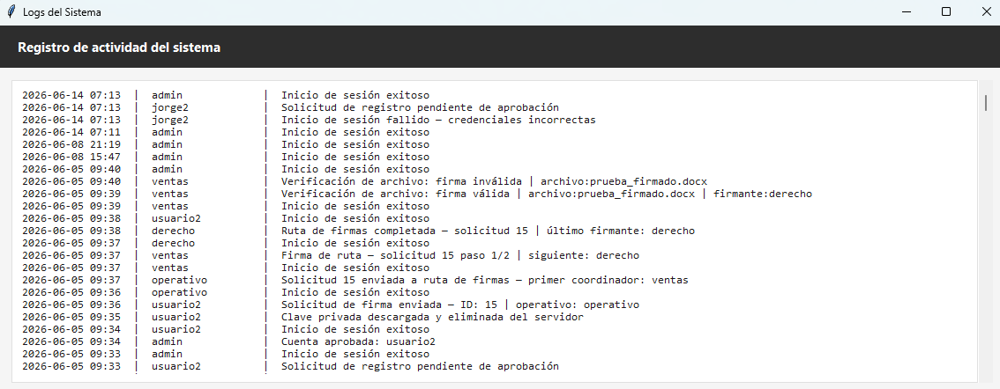 Logs del Sistema
Registro de actividad del sistema
2026-06-14 07:13 | admin | Inicio de sesión exitoso
2026-06-14 07:13 | jorge2 | Solicitud de registro pendiente de aprobación
2026-06-14 07:13 | jorge2 | Inicio de sesión fallido — credenciales incorrectas
2026-06-14 07:11 | admin | Inicio de sesión exitoso
2026-06-08 21:19 | admin | Inicio de sesión exitoso
2026-06-08 15:47 | admin | Inicio de sesión exitoso
2026-06-05 09:40 | admin | Inicio de sesión exitoso
2026-06-05 09:40 | ventas | Verificación de archivo: firma inválida | archivo:prueba_firmado.docx
2026-06-05 09:39 | ventas | Verificación de archivo: firma válida | archivo:prueba_firmado.docx | firmante:derecho
2026-06-05 09:39 | ventas | Inicio de sesión exitoso
2026-06-05 09:38 | usuario2 | Inicio de sesión exitoso
2026-06-05 09:38 | derecho | Ruta de firmas completada — solicitud 15 | último firmante: derecho
2026-06-05 09:37 | derecho | Inicio de sesión exitoso
2026-06-05 09:37 | ventas | Firma de ruta — solicitud 15 paso 1/2 | siguiente: derecho
2026-06-05 09:37 | ventas | Inicio de sesión exitoso
2026-06-05 09:37 | operativo | Solicitud 15 enviada a ruta de firmas — primer coordinador: ventas
2026-06-05 09:36 | operativo | Inicio de sesión exitoso
2026-06-05 09:36 | usuario2 | Solicitud de firma enviada — ID: 15 | operativo: operativo
2026-06-05 09:35 | usuario2 | Clave privada descargada y eliminada del servidor
2026-06-05 09:34 | usuario2 | Inicio de sesión exitoso
2026-06-05 09:34 | admin | Cuenta aprobada: usuario2
2026-06-05 09:33 | admin | Inicio de sesión exitoso
2026-06-05 09:33 | usuario2 | Solicitud de registro pendiente de aprobación